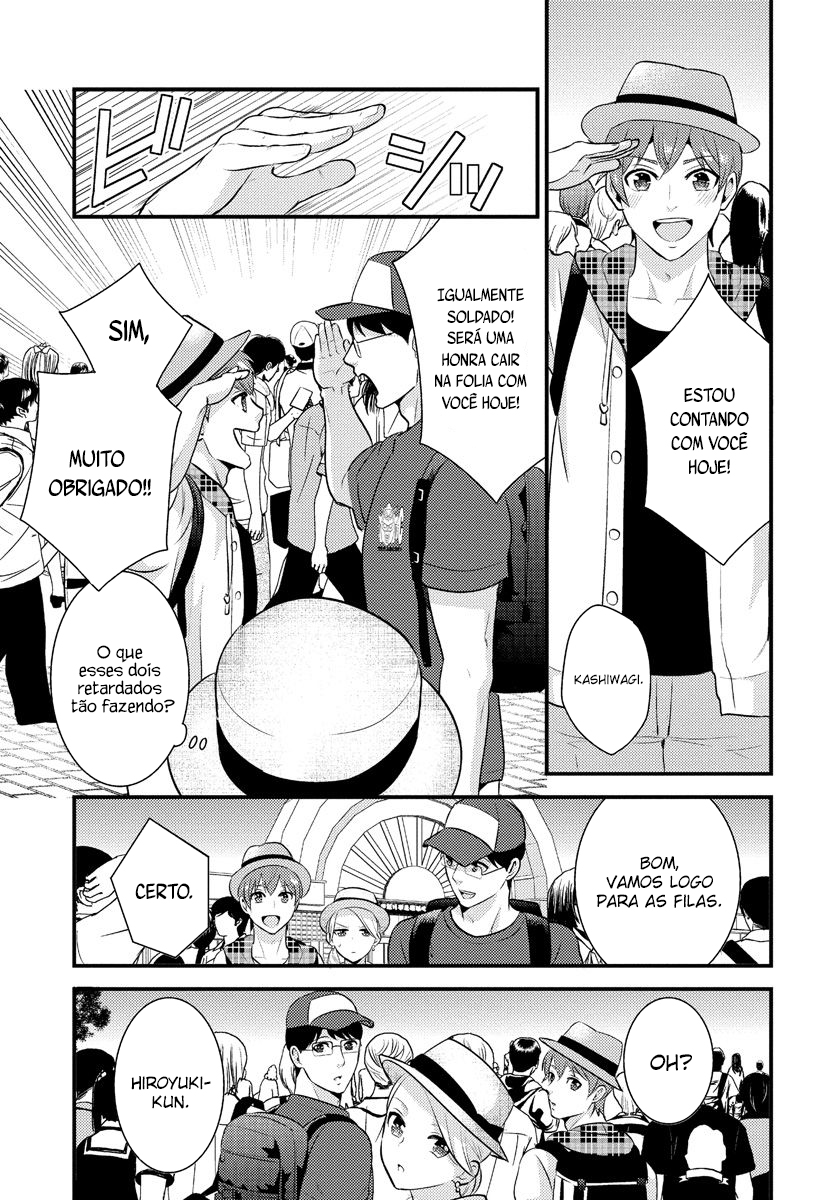 ESTOU
CONTANDO
COM VOCÊ
HOJE!
KASHIWAGI.
ビシッ
IGUALMENTE
SOLDADO!
SERÁ UMA
HONRA CAIR
NA FOLIA COM
VOCÊ HOJE!
SIM,
MUITO
OBRIGADO!!
O que
esses dois
retardados
tão fazendo?
BOM,
VAMOS LOGO
PARA AS FILAS.
CERTO.
OH?
HIROYUKI-
KUN.